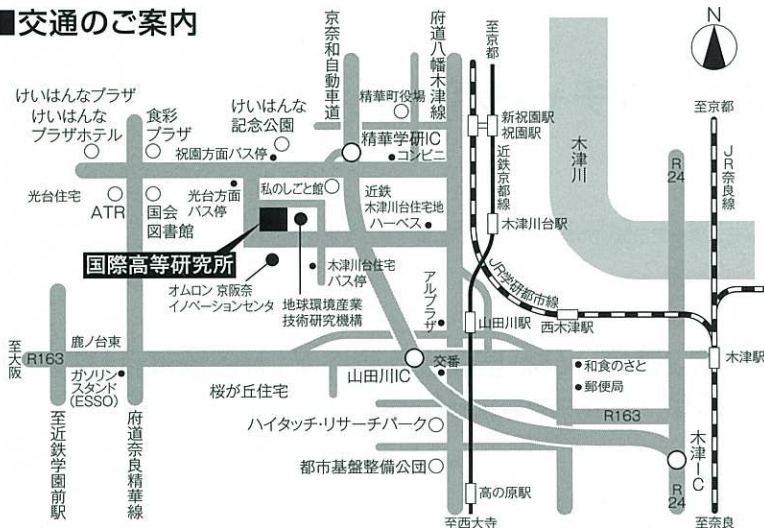 ■交通のご案内
N
至京都
京奈和自動車道
府道八幡木津線
至京都
けいはんなプラザ
けいはんな
プラザホテル
食彩
プラザ
けいはんな
記念公園
精華町役場
精華学研IC
コンビニ
新祝園駅
祝園駅
近鉄京都線
木津川
R
24
JR奈良線
祝園方面バス停
光台住宅
ATR
国会
図書館
光台方面
バス停
私のしごと館
近鉄
木津川台住宅地
ハーベス
木津川台駅
国際高等研究所
オムロン 京阪奈
イノベーションセンタ
地球環境産業
技術研究機構
木津川台住宅
バス停
アルプラザ
JR学研都市線
山田川駅
西木津駅
木津駅
至大阪
R163
鹿ノ台東
ガソリン
スタンド
(ESSO)
桜が丘住宅
山田川IC
交番
和食のさと
郵便局
R163
ハイタッチ・リサーチパーク
都市基盤整備公団
木津IC
R
24
高の原駅
至近鉄学園前駅
府道奈良精華線
至西大寺
至奈良